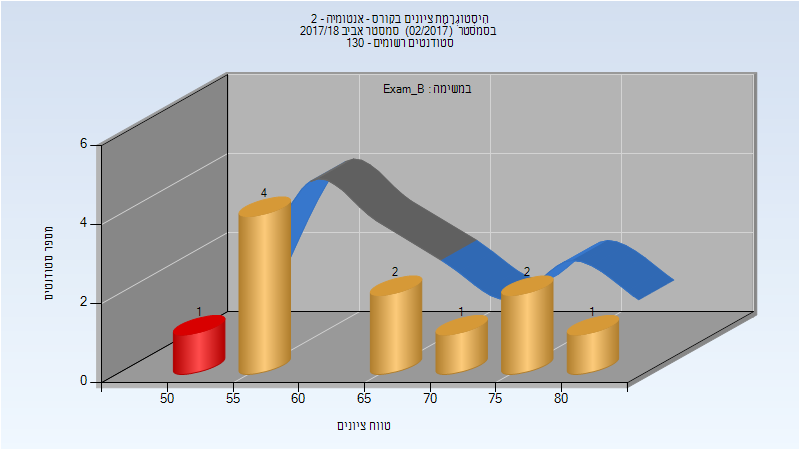 היסטוגרמת ציונים בקורס - אנטומיה - 2
בסמסטר (02/2017) סמסטר אביב 2017/18
סטודנטים רשומים - 130
במשימה : Exam_B
מספר סטודנטים
6
4
2
0
1
4
2
1
2
1
50
55
60
65
70
75
80
טווח ציונים